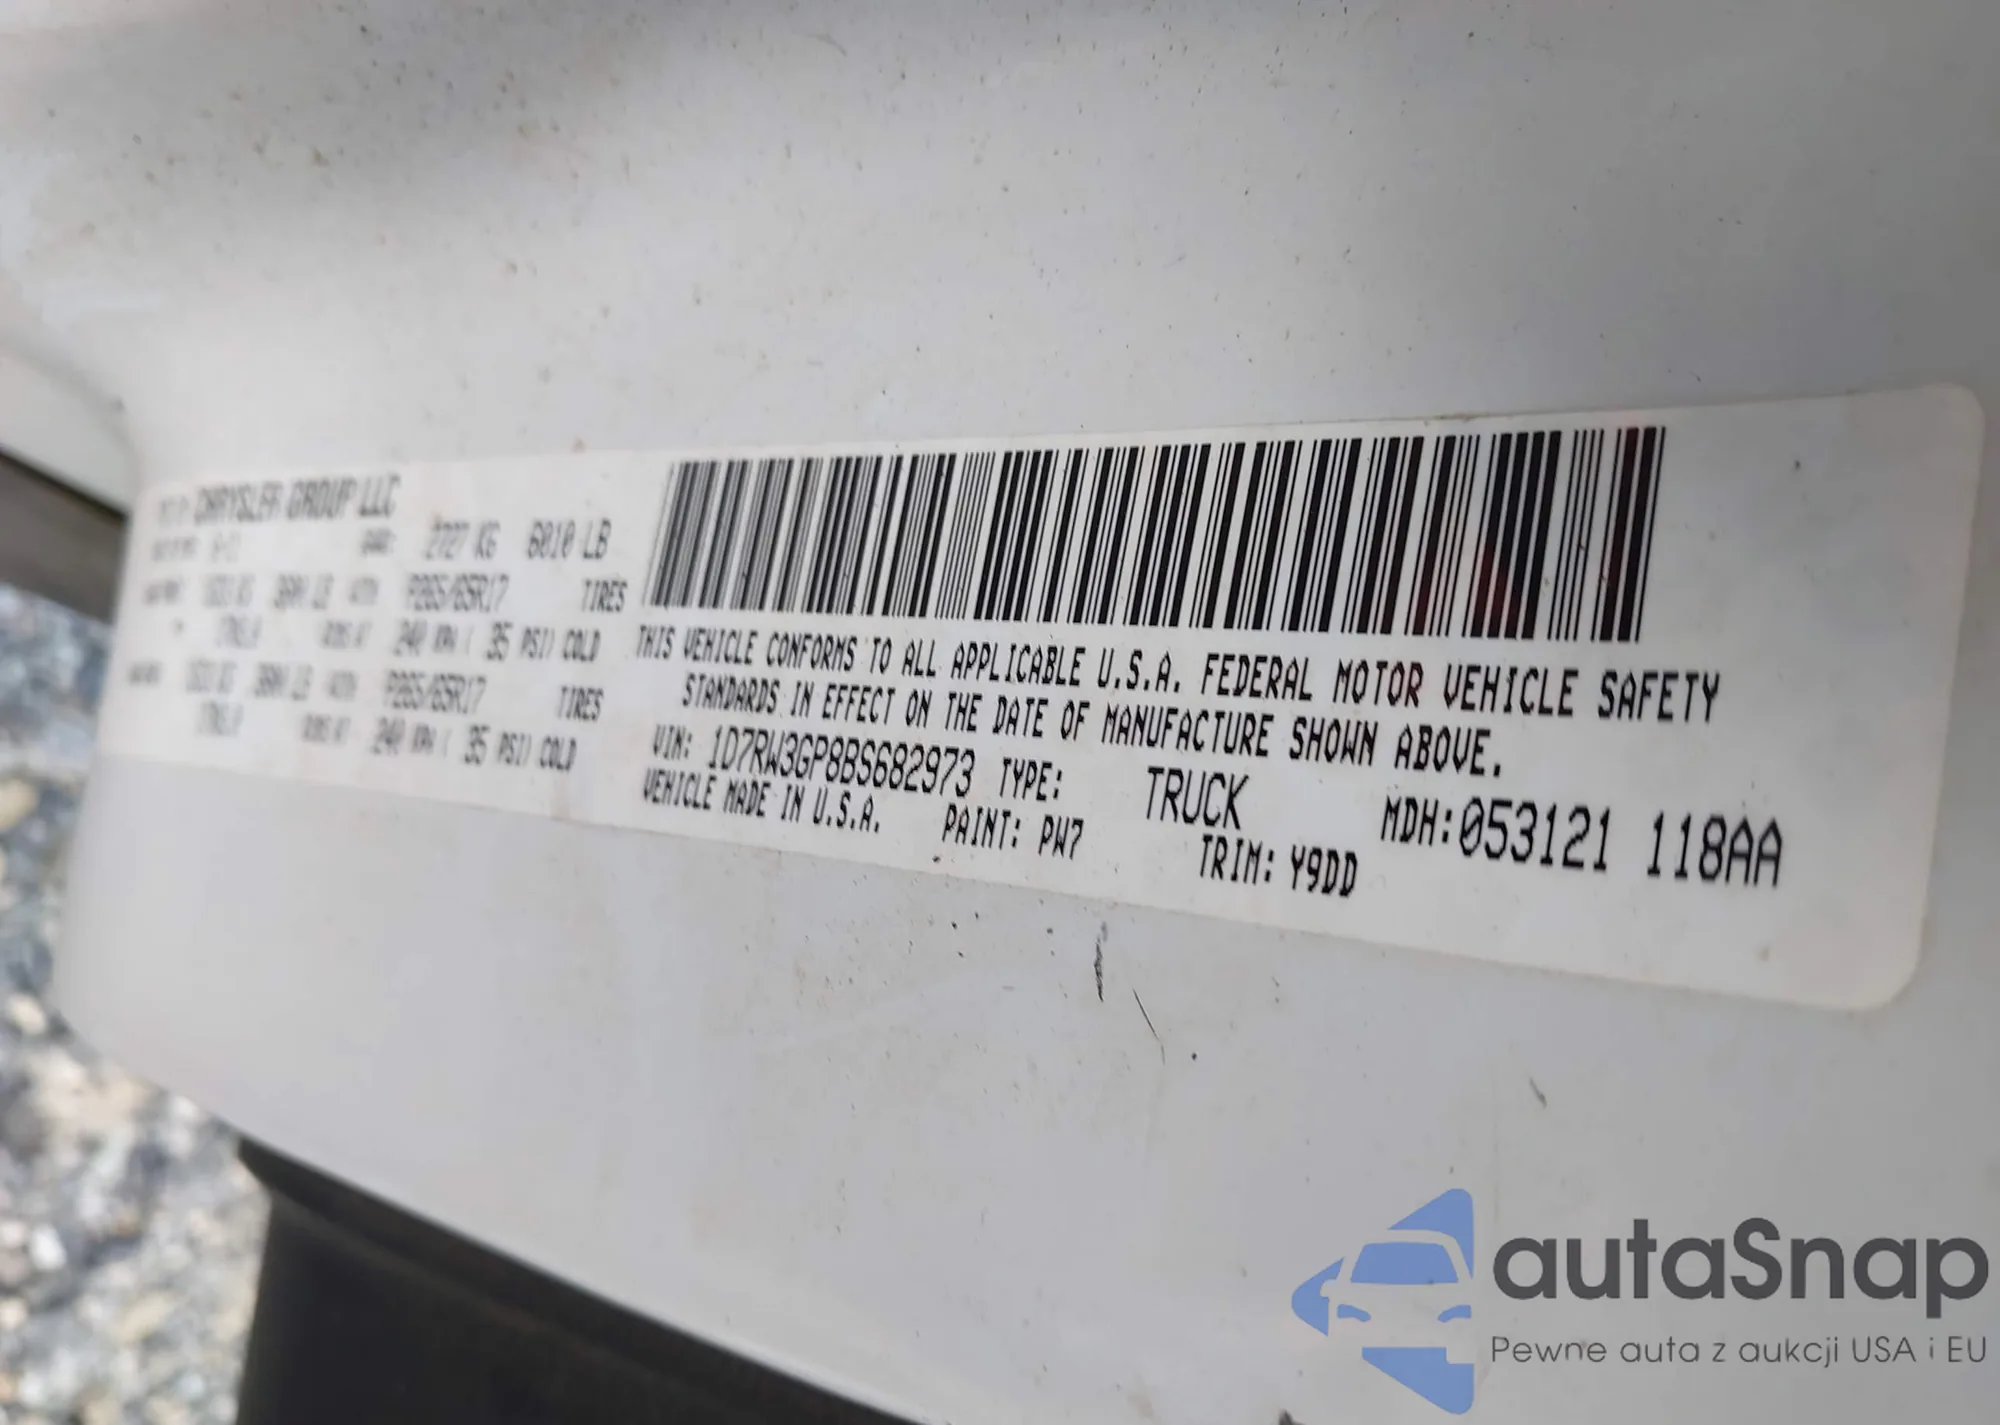 CHRYSLER GROUP LLC
2727 KG 6010 LB
P265/65R17 TIRES
240 KPA ( 35 PSI) COLD
P265/65R17 TIRES
240 KPA ( 35 PSI) COLD
THIS VEHICLE CONFORMS TO ALL APPLICABLE U.S.A. FEDERAL MOTOR VEHICLE SAFETY
STANDARDS IN EFFECT ON THE DATE OF MANUFACTURE SHOWN ABOVE.
VIN: 1D7RW3GP8BS682973 TYPE: TRUCK MDH:053121 118AA
VEHICLE MADE IN U.S.A. PAINT: PW7 TRIM: Y9DD
autaSnap
Pewne auta z aukcji USA i EU